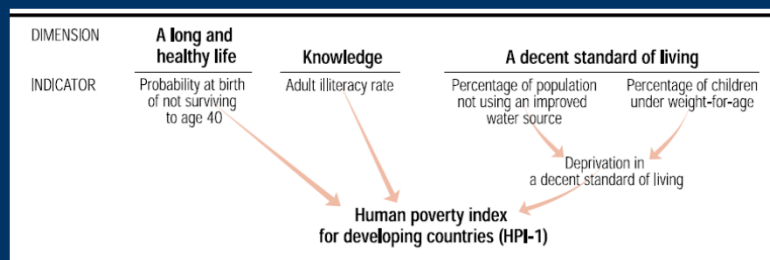 DIMENSION
A long and
healthy life
Knowledge
A decent standard of living
INDICATOR
Probability at birth
of not surviving
to age 40
Adult illiteracy rate
Percentage of population
not using an improved
water source
Percentage of children
under weight-for-age
Deprivation in
a decent standard of living
Human poverty index
for developing countries (HPI-1)